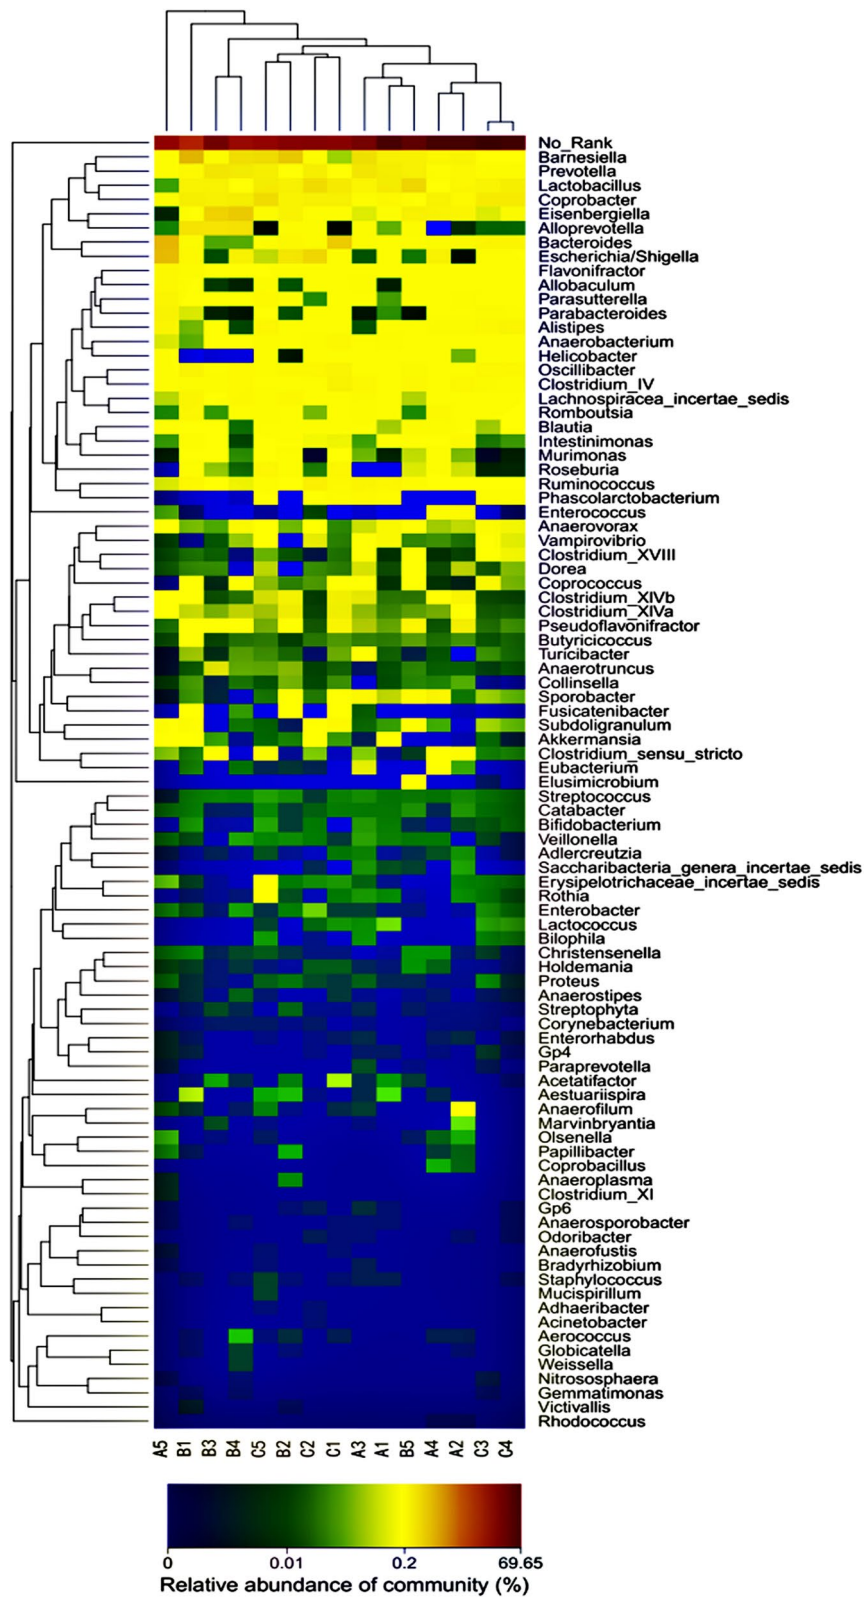 No_Rank
Barnesiella
Prevotella
Lactobacillus
Coprobacter
Eisenbergiella
Alloprevotella
Bacteroides
Escherichia/Shigella
Flavonifractor
Allobaculum
Parasutterella
Parabacteroides
Alistipes
Anaerobacterium
Helicobacter
Oscillibacter
Clostridium_IV
Lachnospiracea_incertae_sedis
Romboutsia
Blautia
Intestinimonas
Murimonas
Roseburia
Ruminococcus
Phascolarctobacterium
Enterococcus
Anaerovorax
Vampirovibrio
Clostridium_XVIII
Dorea
Coprococcus
Clostridium_XIVb
Clostridium_XIVa
Pseudoflavonifractor
Butyricicoccus
Turicibacter
Anaerotruncus
Collinsella
Sporobacter
Fusicatenibacter
Subdoligranulum
Akkermansia
Clostridium_sensu_stricto
Eubacterium
Elusimicrobium
Streptococcus
Catabacter
Bifidobacterium
Veillonella
Adlercreutzia
Saccharibacteria_genera_incertae_sedis
Erysipelotrichaceae_incertae_sedis
Rothia
Enterobacter
Lactococcus
Bilophila
Christensenella
Holdemania
Proteus
Anaerostipes
Streptophyta
Corynebacterium
Enterorhabdus
Gp4
Paraprevotella
Acetatifactor
Aestuariispira
Anaerofilum
Marvinbryantia
Olsenella
Papillibacter
Coprobacillus
Anaeroplasma
Clostridium_XI
Gp6
Anaerosporobacter
Odoribacter
Anaerofustis
Bradyrhizobium
Staphylococcus
Mucispirillum
Adhaeribacter
Acinetobacter
Aerococcus
Globicatella
Weissella
Nitrososphaera
Gemmatimonas
Victivallis
Rhodococcus
A5 B1 B3 B4 C5 B2 C2 C1 A3 A1 B5 A4 A2 C3 C4
0 0.01 0.2 69.65
Relative abundance of community (%)